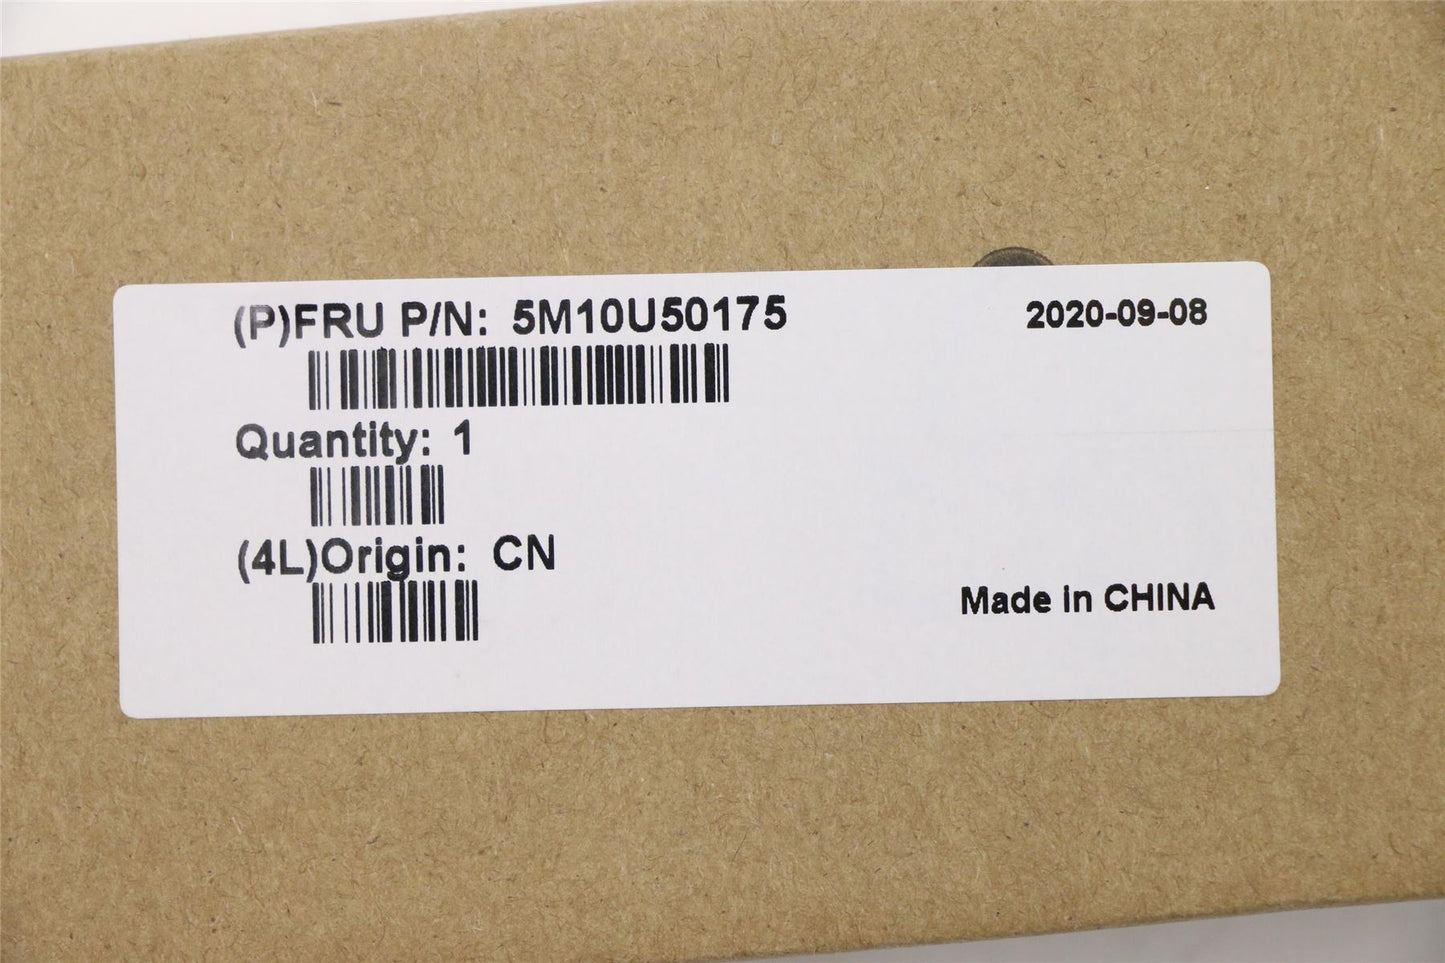 (P)FRU P/N: 5M10U50175
2020-09-08
Quantity: 1
(4L)Origin: CN
Made in CHINA